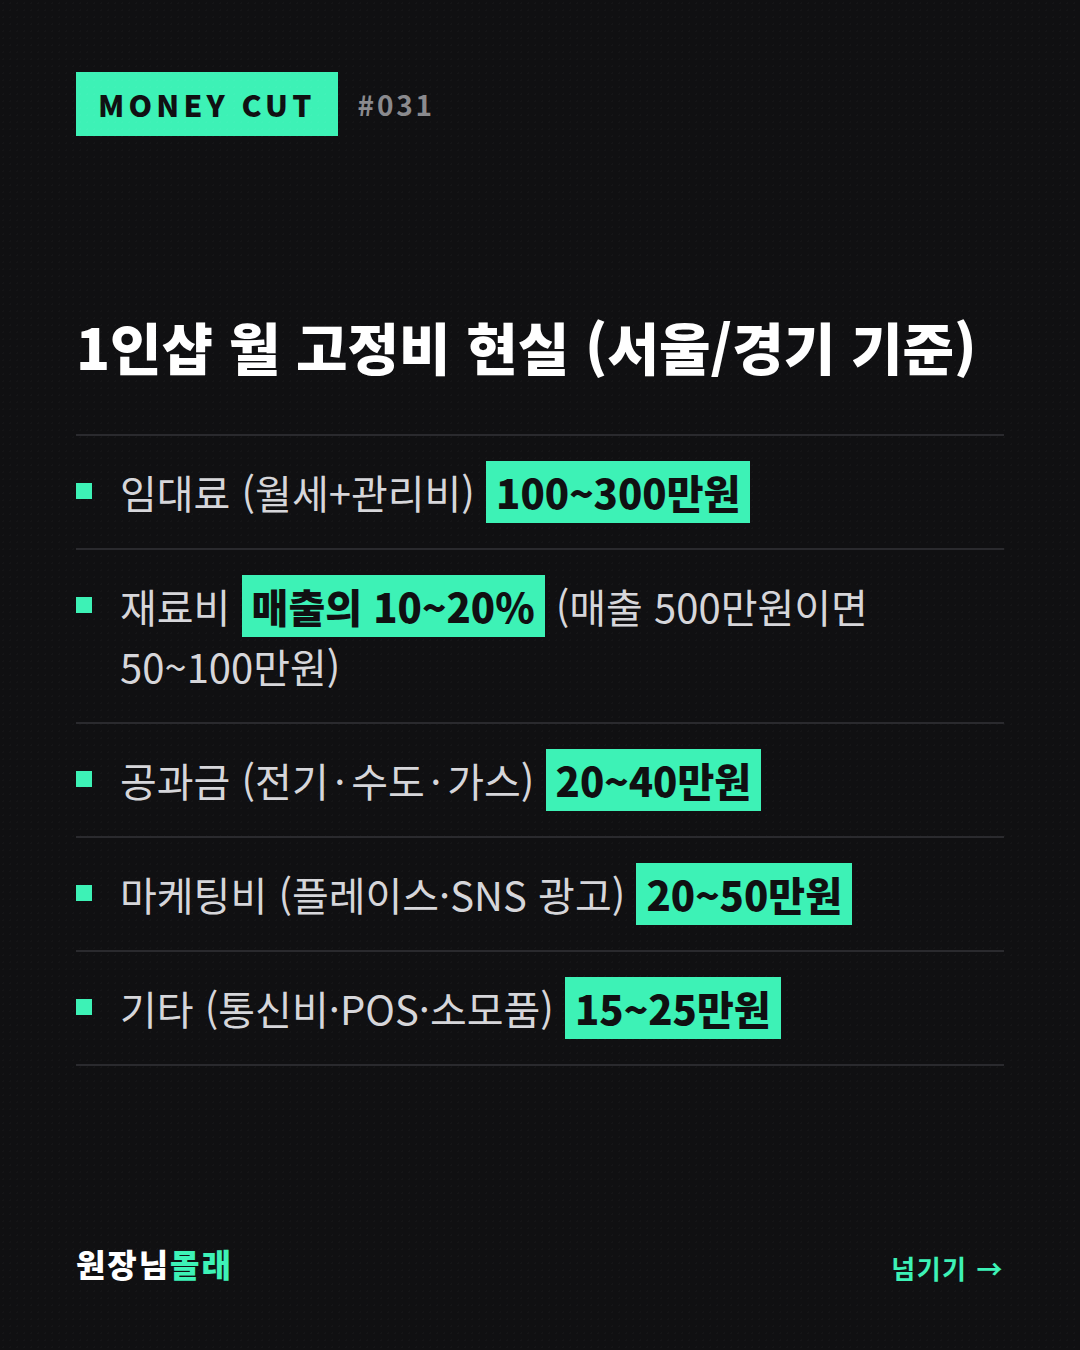 MONEY CUT #031
1인샵 월 고정비 현실 (서울/경기 기준)
임대료 (월세+관리비) 100~300만원
재료비 매출의 10~20% (매출 500만원이면
50~100만원)
공과금 (전기·수도·가스) 20~40만원
마케팅비 (플레이스·SNS 광고) 20~50만원
기타 (통신비·POS·소모품) 15~25만원
원장님몰래 넘기기 →